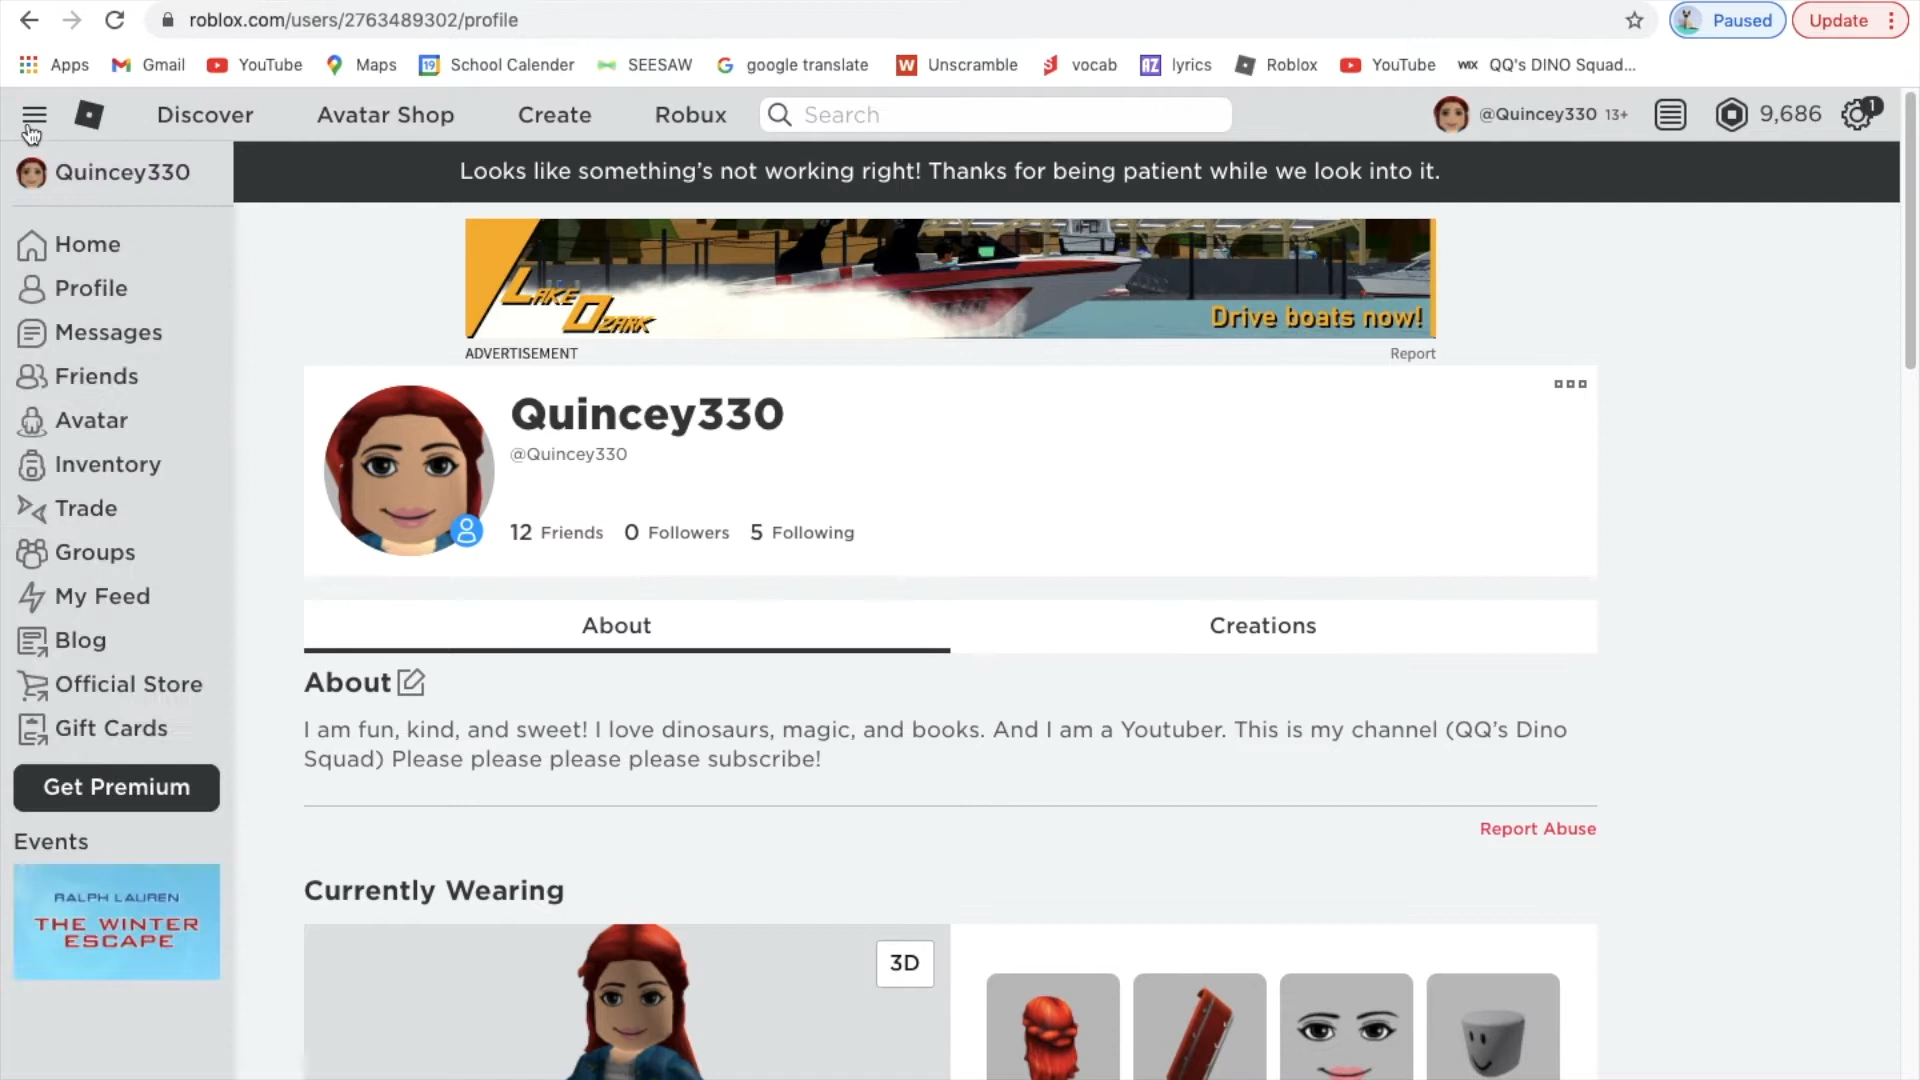 roblox.com/users/2763489302/profile
Paused
Update
Apps
Gmail
YouTube
Maps
19
School Calender
SEESAW
google translate
W
Unscramble
vocab
AZ
lyrics
Roblox
YouTube
WIX
QQ's DINO Squad...
Discover
Avatar Shop
Create
Robux
Search
@Quincey330 13+
9,686
1
Quincey330
Looks like something's not working right! Thanks for being patient while we look into it.
Home
Profile
Messages
Friends
Avatar
Inventory
Trade
Groups
My Feed
Blog
Official Store
Gift Cards
Get Premium
Events
RALPH LAUREN
THE WINTER
ESCAPE
LAKE
OZARK
Drive boats now!
ADVERTISEMENT
Report
Quincey330
@Quincey330
12 Friends 0 Followers 5 Following
About
Creations
About
I am fun, kind, and sweet! I love dinosaurs, magic, and books. And I am a Youtuber. This is my channel (QQ's Dino
Squad) Please please please please subscribe!
Report Abuse
Currently Wearing
3D